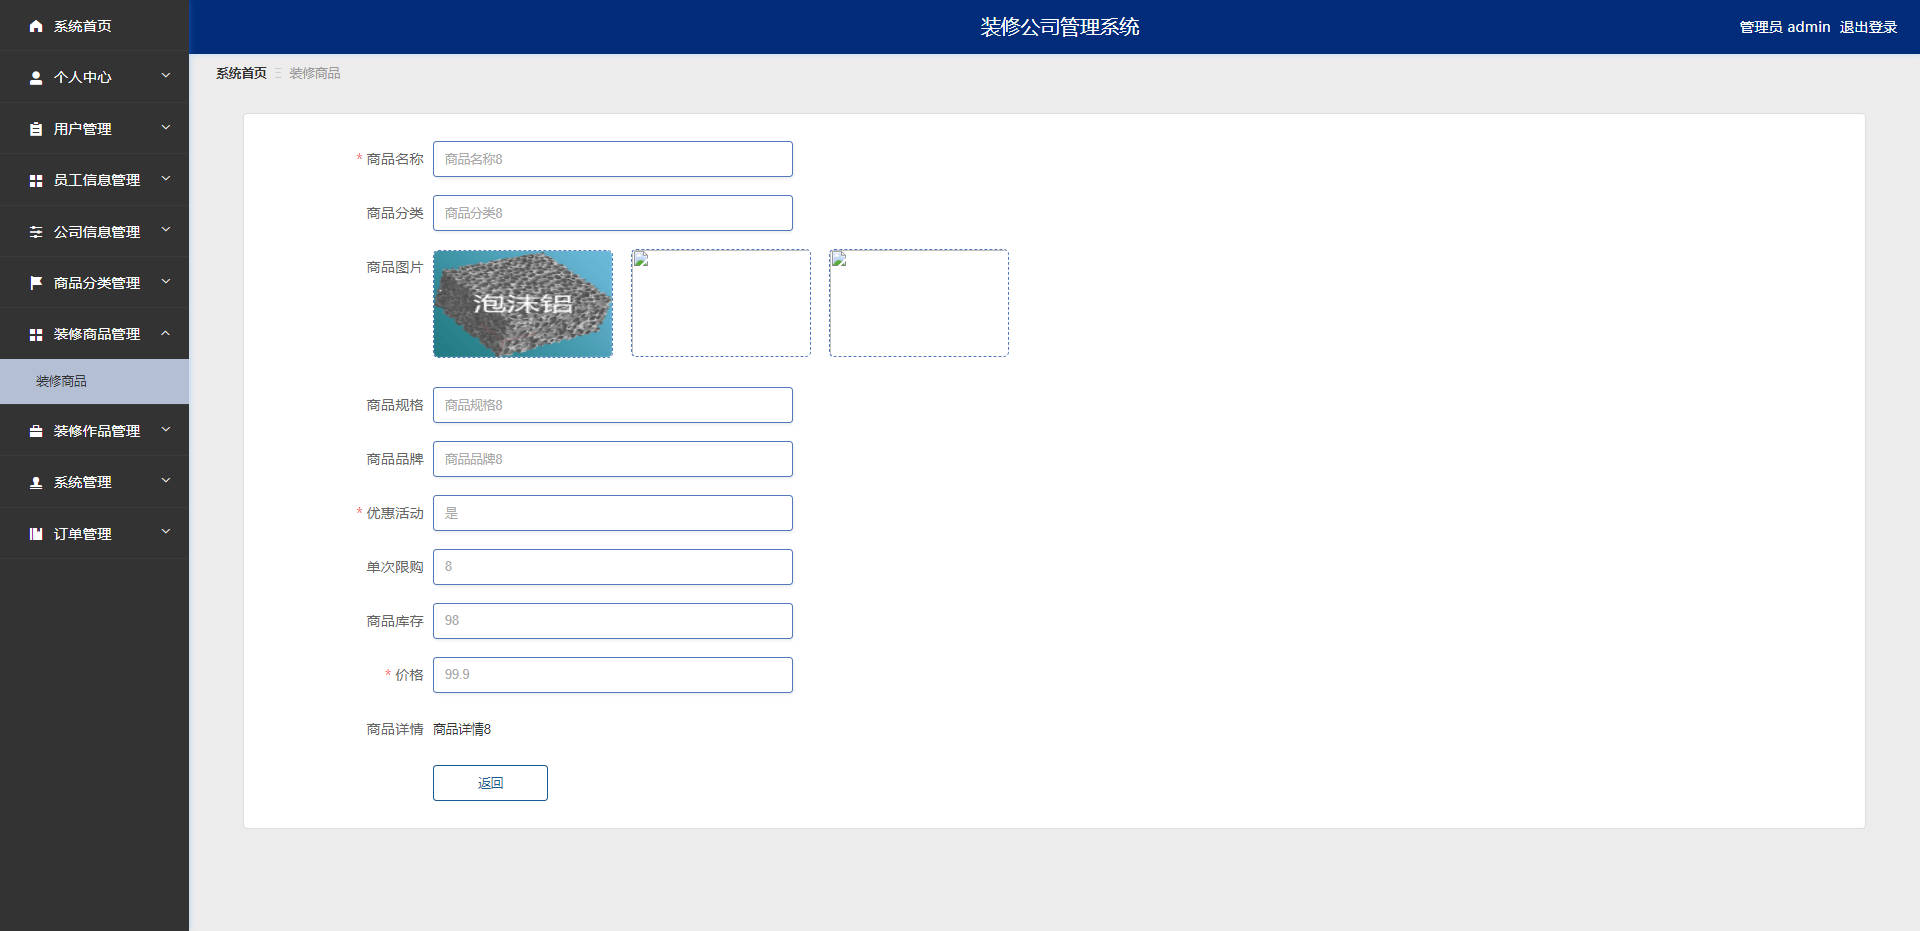 装修公司管理系统
管理员 admin 退出登录
系统首页
个人中心
用户管理
员工信息管理
公司信息管理
商品分类管理
装修商品管理
装修商品
装修作品管理
系统管理
订单管理
系统首页 装修商品
* 商品名称 商品名称8
商品分类 商品分类8
商品图片
泡沫铝
商品规格 商品规格8
商品品牌 商品品牌8
* 优惠活动 是
单次限购 8
商品库存 98
* 价格 99.9
商品详情 商品详情8
返回